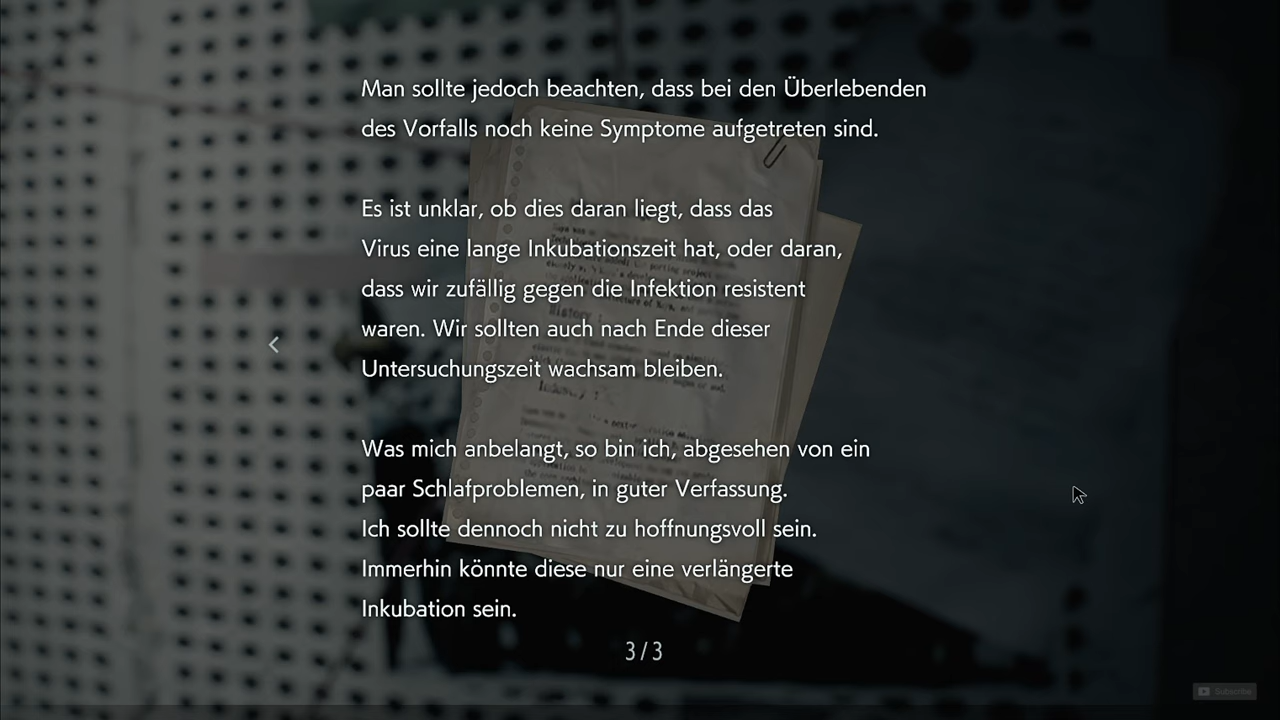 Man sollte jedoch beachten, dass bei den Überlebenden
des Vorfalls noch keine Symptome aufgetreten sind.
Es ist unklar, ob dies daran liegt, dass das
Virus eine lange Inkubationszeit hat, oder daran,
dass wir zufällig gegen die Infektion resistent
waren. Wir sollten auch nach Ende dieser
Untersuchungszeit wachsam bleiben.
Was mich anbelangt, so bin ich, abgesehen von ein
paar Schlafproblemen, in guter Verfassung.
Ich sollte dennoch nicht zu hoffnungsvoll sein.
Immerhin könnte diese nur eine verlängerte
Inkubation sein.
3/3
Subscribe